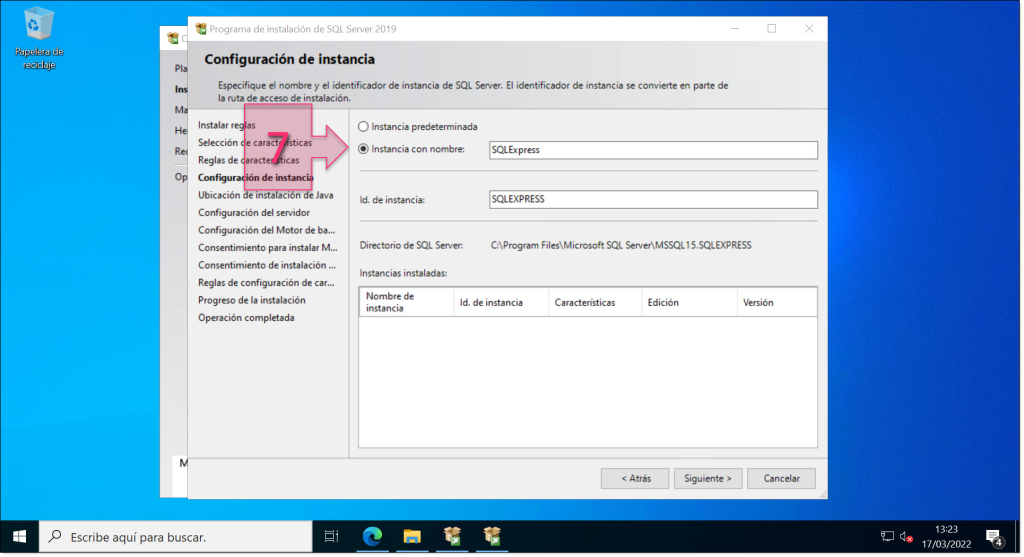 Papelera de
reciclaje
C
Programa de instalación de SQL Server 2019
Configuración de instancia
Especifique el nombre y el identificador de instancia de SQL Server. El identificador de instancia se convierte en parte de
la ruta de acceso de instalación.
Pla
Ins
Ma
He
Rec
Op
M
Instalar reglas
Selección de características
Reglas de características
Configuración de instancia
Ubicación de instalación de Java
Configuración del servidor
Configuración del Motor de ba...
Consentimiento para instalar M...
Consentimiento de instalación ...
Reglas de configuración de car...
Progreso de la instalación
Operación completada
7
Instancia predeterminada
Instancia con nombre: SQLExpress
Id. de instancia: SQLEXPRESS
Directorio de SQL Server: C:\Program Files\Microsoft SQL Server\MSSQL15.SQLEXPRESS
Instancias instaladas:
Nombre de
instancia
Id. de instancia
Características
Edición
Versión
< Atrás
Siguiente >
Cancelar
Escribe aquí para buscar.
13:23
17/03/2022
4